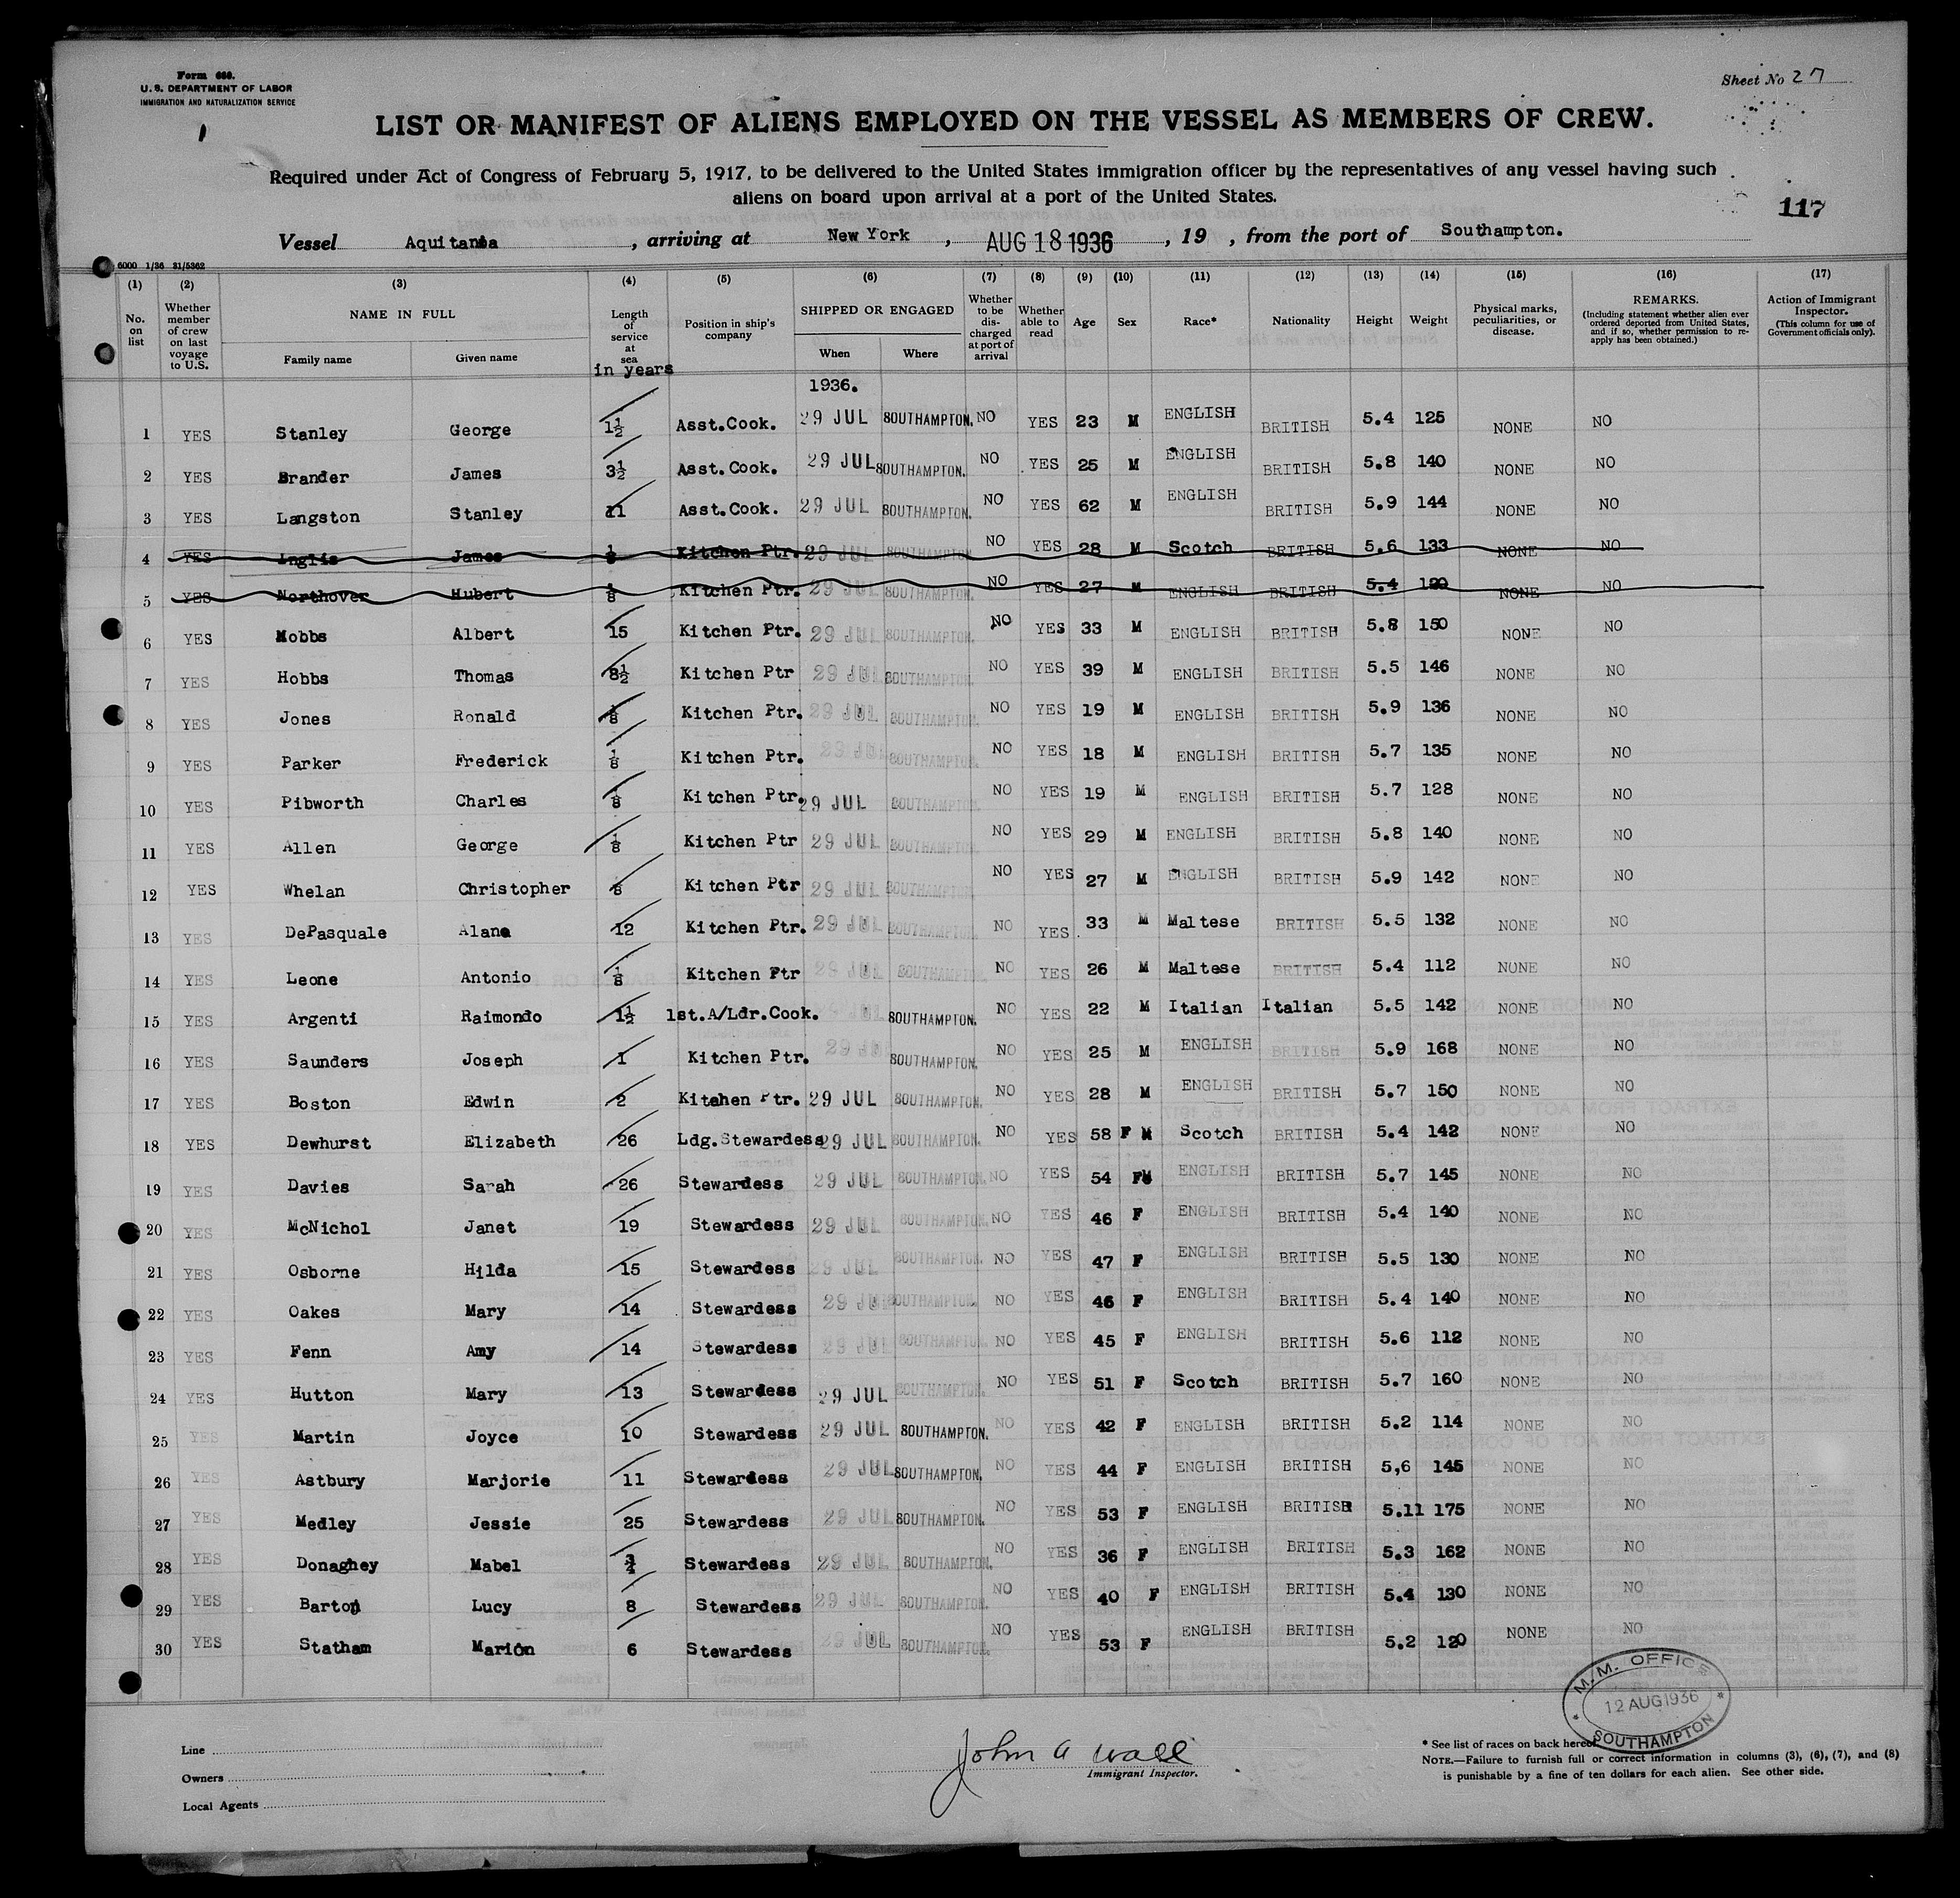 Form 680.
U. S. DEPARTMENT OF LABOR
IMMIGRATION AND NATURALIZATION SERVICE
Sheet No 27
LIST OR MANIFEST OF ALIENS EMPLOYED ON THE VESSEL AS MEMBERS OF CREW.
Required under Act of Congress of February 5, 1917, to be delivered to the United States immigration officer by the representatives of any vessel having such
aliens on board upon arrival at a port of the United States.
117
Vessel Aquitania, arriving at New York, AUG 18 1936, 19 , from the port of Southampton.
6000 1/36 31/5362
(1) (2) (3) (4) (5) (6) (7) (8) (9) (10) (11) (12) (13) (14) (15) (16) (17)
No. on list
Whether member of crew on last voyage to U.S.
NAME IN FULL
Family name Given name
Length of service at sea in years
Position in ship's company
SHIPPED OR ENGAGED
When Where
Whether to be discharged at port of arrival
Whether able to read
Age Sex Race* Nationality Height Weight
Physical marks, peculiarities, or disease.
REMARKS.
(Including statement whether alien ever ordered deported from United States, and if so, whether permission to re-apply has been obtained.)
Action of Immigrant Inspector.
(This column for use of Government officials only).
1936.
1 YES Stanley George 1½ Asst.Cook. 29 JUL SOUTHAMPTON. NO YES 23 M ENGLISH BRITISH 5.4 125 NONE NO
2 YES Brander James 3½ Asst.Cook. 29 JUL SOUTHAMPTON. NO YES 25 M ENGLISH BRITISH 5.8 140 NONE NO
3 YES Langston Stanley 11 Asst.Cook. 29 JUL SOUTHAMPTON. NO YES 62 M ENGLISH BRITISH 5.9 144 NONE NO
4 YES Inglis James 1/8 Kitchen Ptr. 29 JUL SOUTHAMPTON. NO YES 28 M Scotch BRITISH 5.6 133 NONE NO
5 YES Northover Hubert 1/8 Kitchen Ptr. 29 JUL SOUTHAMPTON. NO YES 27 M ENGLISH BRITISH 5.4 120 NONE NO
6 YES Mobbs Albert 15 Kitchen Ptr. 29 JUL SOUTHAMPTON. NO YES 33 M ENGLISH BRITISH 5.8 150 NONE NO
7 YES Hobbs Thomas 8½ Kitchen Ptr 29 JUL SOUTHAMPTON. NO YES 39 M ENGLISH BRITISH 5.5 146 NONE NO
8 YES Jones Ronald 1/8 Kitchen Ptr. 29 JUL SOUTHAMPTON. NO YES 19 M ENGLISH BRITISH 5.9 136 NONE NO
9 YES Parker Frederick 1/8 Kitchen Ptr. 29 JUL SOUTHAMPTON. NO YES 18 M ENGLISH BRITISH 5.7 135 NONE NO
10 YES Pibworth Charles 1/8 Kitchen Ptr. 29 JUL SOUTHAMPTON. NO YES 19 M ENGLISH BRITISH 5.7 128 NONE NO
11 YES Allen George 1/8 Kitchen Ptr 29 JUL SOUTHAMPTON. NO YES 29 M ENGLISH BRITISH 5.8 140 NONE NO
12 YES Whelan Christopher Kitchen Ptr 29 JUL SOUTHAMPTON. NO YES 27 M ENGLISH BRITISH 5.9 142 NONE NO
13 YES DePasquale Alane 12 Kitchen Ptr. 29 JUL SOUTHAMPTON. NO YES 33 M Maltese BRITISH 5.5 132 NONE NO
14 YES Leone Antonio 1/8 Kitchen Ptr 29 JUL SOUTHAMPTON. NO YES 26 M Maltese BRITISH 5.4 112 NONE NO
15 YES Argenti Raimondo 1½ 1st.A/Ldr.Cook. SOUTHAMPTON. NO YES 22 M Italian Italian 5.5 142 NONE NO
16 YES Saunders Joseph 1 Kitchen Ptr. 29 JUL SOUTHAMPTON. NO YES 25 M ENGLISH BRITISH 5.9 168 NONE NO
17 YES Boston Edwin 2 Kitchen Ptr. 29 JUL SOUTHAMPTON. NO YES 28 M ENGLISH BRITISH 5.7 150 NONE NO
18 YES Dewhurst Elizabeth 26 Ldg.Stewardess 29 JUL SOUTHAMPTON. NO YES 58 F M Scotch BRITISH 5.4 142 NONE NO
19 YES Davies Sarah 26 Stewardess 29 JUL SOUTHAMPTON. NO YES 54 FM ENGLISH BRITISH 5.7 145 NONE NO
20 YES McNichol Janet 19 Stewardess 29 JUL SOUTHAMPTON. NO YES 46 F ENGLISH BRITISH 5.4 140 NONE NO
21 YES Osborne Hilda 15 Stewardess 29 JUL SOUTHAMPTON. NO YES 47 F ENGLISH BRITISH 5.5 130 NONE NO
22 YES Oakes Mary 14 Stewardess 29 JUL SOUTHAMPTON. NO YES 46 F ENGLISH BRITISH 5.4 140 NONE NO
23 YES Fenn Amy 14 Stewardess 29 JUL SOUTHAMPTON. NO YES 45 F ENGLISH BRITISH 5.6 112 NONE NO
24 YES Hutton Mary 13 Stewardess 29 JUL SOUTHAMPTON. NO YES 51 F Scotch BRITISH 5.7 160 NONE NO
25 YES Martin Joyce 10 Stewardess 29 JUL SOUTHAMPTON. NO YES 42 F ENGLISH BRITISH 5.2 114 NONE NO
26 YES Astbury Marjorie 11 Stewardess 29 JUL SOUTHAMPTON. NO YES 44 F ENGLISH BRITISH 5,6 145 NONE NO
27 YES Medley Jessie 25 Stewardess 29 JUL SOUTHAMPTON. NO YES 53 F ENGLISH BRITISH 5.11 175 NONE NO
28 YES Donaghey Mabel ¾ Stewardess 29 JUL SOUTHAMPTON. NO YES 36 F ENGLISH BRITISH 5.3 162 NONE NO
29 YES Barton Lucy 8 Stewardess 29 JUL SOUTHAMPTON. NO YES 40 F ENGLISH BRITISH 5.4 130 NONE NO
30 YES Statham Marion 6 Stewardess 29 JUL SOUTHAMPTON. NO YES 53 F ENGLISH BRITISH 5.2 120 NONE NO
M.M. OFFICE
12 AUG 1936
SOUTHAMPTON
Line
Owners
Local Agents
John A Wall
Immigrant Inspector.
* See list of races on back hereof.
NOTE.—Failure to furnish full or correct information in columns (3), (6), (7), and (8)
is punishable by a fine of ten dollars for each alien. See other side.